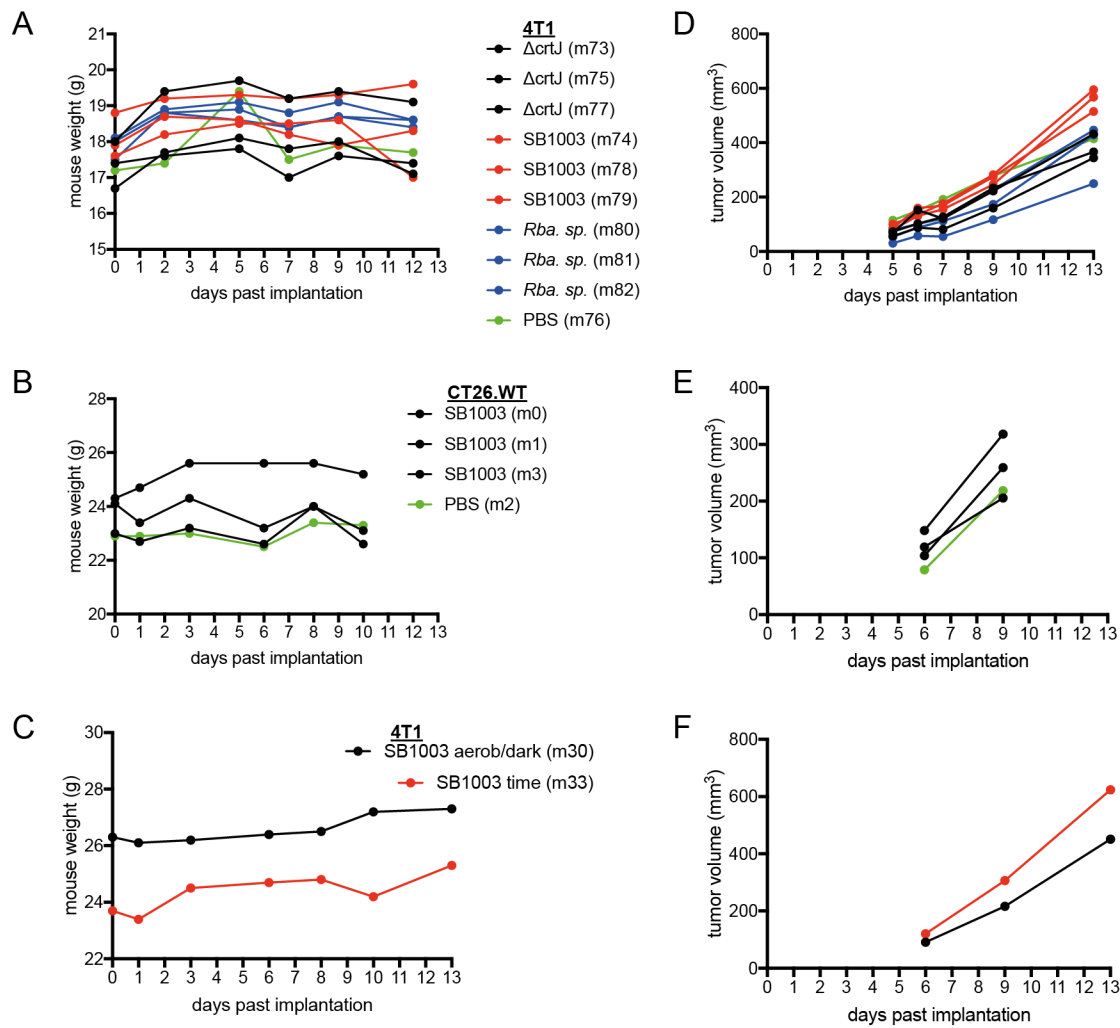 A
mouse weight (g)
21
20
19
18
17
16
15
0 1 2 3 4 5 6 7 8 9 10 11 12 13
days past implantation
4T1
ΔcrtJ (m73)
ΔcrtJ (m75)
ΔcrtJ (m77)
SB1003 (m74)
SB1003 (m78)
SB1003 (m79)
Rba. sp. (m80)
Rba. sp. (m81)
Rba. sp. (m82)
PBS (m76)
D
tumor volume (mm³)
800
600
400
200
0
0 1 2 3 4 5 6 7 8 9 10 11 12 13
days past implantation
B
mouse weight (g)
28
26
24
22
20
0 1 2 3 4 5 6 7 8 9 10 11 12 13
days past implantation
CT26.WT
SB1003 (m0)
SB1003 (m1)
SB1003 (m3)
PBS (m2)
E
tumor volume (mm³)
400
300
200
100
0
0 1 2 3 4 5 6 7 8 9 10 11 12 13
days past implantation
C
mouse weight (g)
30
28
26
24
22
0 1 2 3 4 5 6 7 8 9 10 11 12 13
days past implantation
4T1
SB1003 aerob/dark (m30)
SB1003 time (m33)
F
tumor volume (mm³)
800
600
400
200
0
0 1 2 3 4 5 6 7 8 9 10 11 12 13
days past implantation